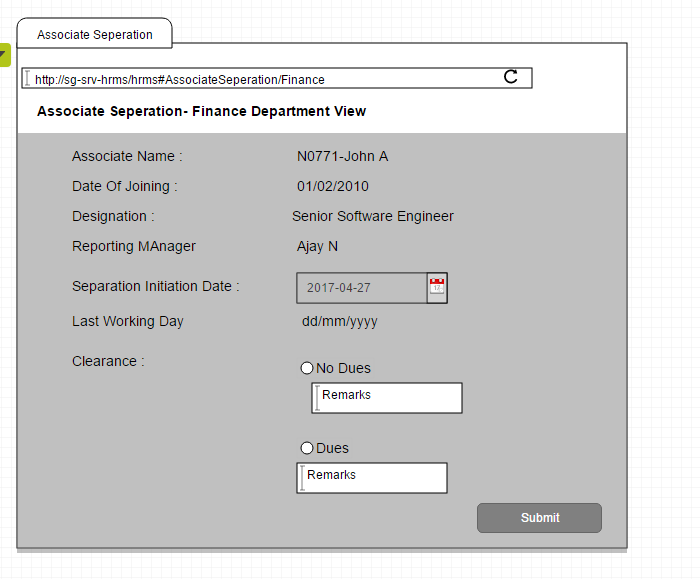 Associate Seperation
http://sg-srv-hrms/hrms#AssociateSeperation/Finance
Associate Seperation- Finance Department View
Associate Name : N0771-John A
Date Of Joining : 01/02/2010
Designation : Senior Software Engineer
Reporting MAnager Ajay N
Separation Initiation Date : 2017-04-27
Last Working Day dd/mm/yyyy
Clearance :
No Dues
Remarks
Dues
Remarks
Submit